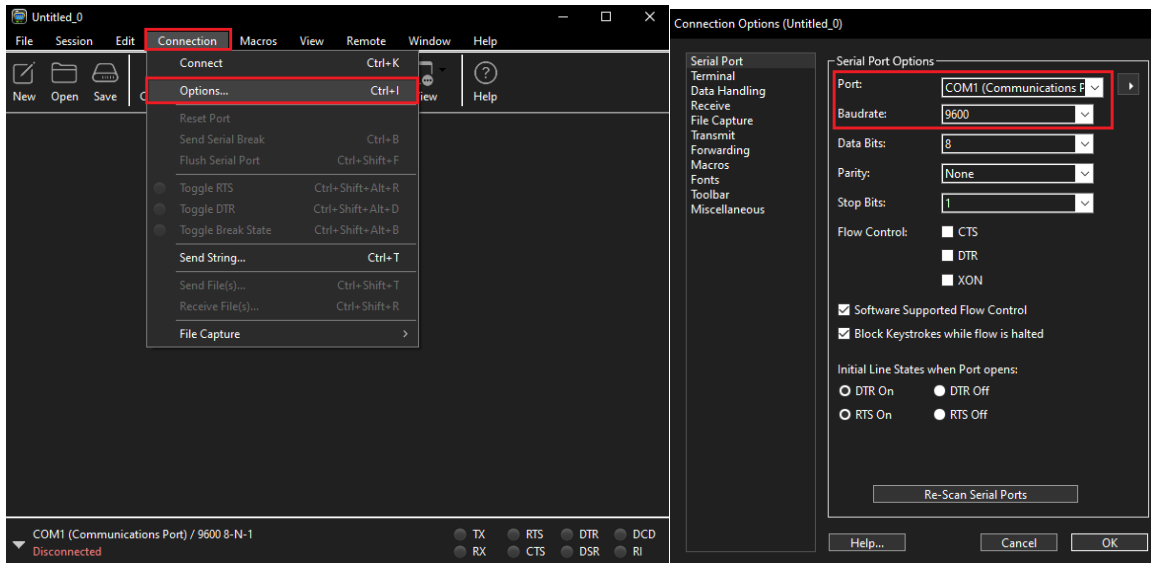 Untitled_0
File Session Edit Connection Macros View Remote Window Help
New Open Save C iew Help
Connect Ctrl+K
Options... Ctrl+I
Reset Port
Send Serial Break Ctrl+B
Flush Serial Port Ctrl+Shift+F
Toggle RTS Ctrl+Shift+Alt+R
Toggle DTR Ctrl+Shift+Alt+D
Toggle Break State Ctrl+Shift+Alt+B
Send String... Ctrl+T
Send File(s)... Ctrl+Shift+T
Receive File(s)... Ctrl+Shift+R
File Capture
COM1 (Communications Port) / 9600 8-N-1
Disconnected
TX RTS DTR DCD
RX CTS DSR RI
Connection Options (Untitled_0)
Serial Port
Terminal
Data Handling
Receive
File Capture
Transmit
Forwarding
Macros
Fonts
Toolbar
Miscellaneous
Serial Port Options
Port: COM1 (Communications P
Baudrate: 9600
Data Bits: 8
Parity: None
Stop Bits: 1
Flow Control: CTS
DTR
XON
Software Supported Flow Control
Block Keystrokes while flow is halted
Initial Line States when Port opens:
DTR On DTR Off
RTS On RTS Off
Re-Scan Serial Ports
Help... Cancel OK